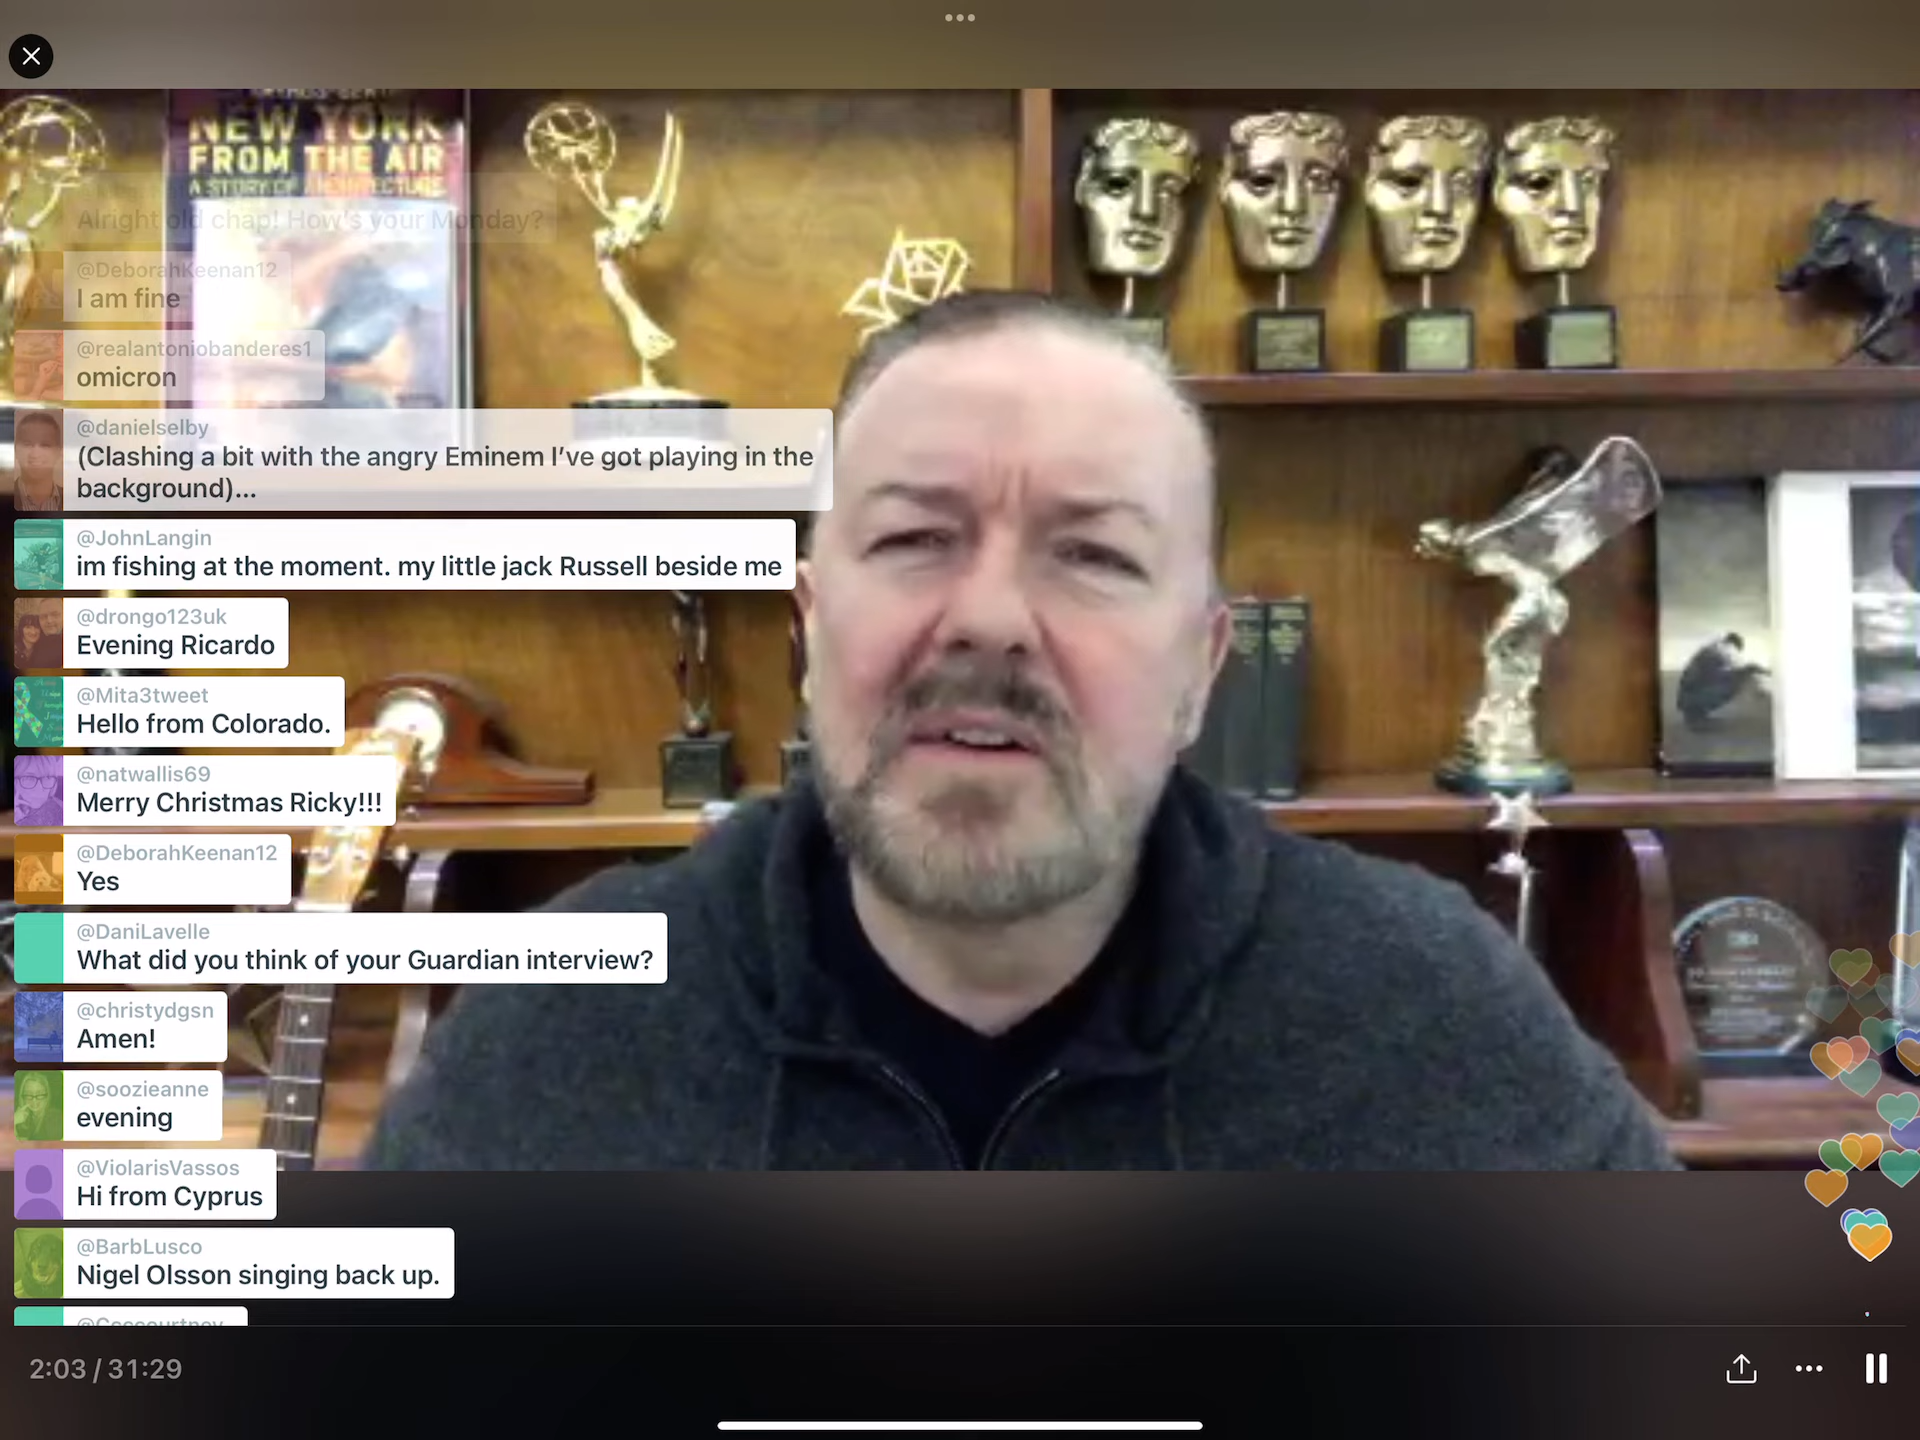 NEW YORK
FROM THE AIR
A STORY OF ARCHITECTURE
Alright old chap! How's your Monday?
@DeborahKeenan12
I am fine
@realantoniobanderes1
omicron
@danielselby
(Clashing a bit with the angry Eminem I've got playing in the
background)...
@JohnLangin
im fishing at the moment. my little jack Russell beside me
@drongo123uk
Evening Ricardo
@Mita3tweet
Hello from Colorado.
@natwallis69
Merry Christmas Ricky!!!
@DeborahKeenan12
Yes
@DaniLavelle
What did you think of your Guardian interview?
@christydgsn
Amen!
@soozieanne
evening
@ViolarisVassos
Hi from Cyprus
@BarbLusco
Nigel Olsson singing back up.
2:03 / 31:29